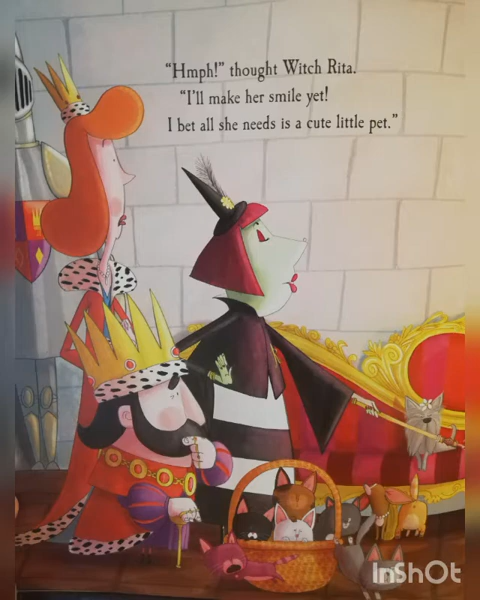 “Hmph!” thought Witch Rita.
“I’ll make her smile yet!
I bet all she needs is a cute little pet.”
InShOt